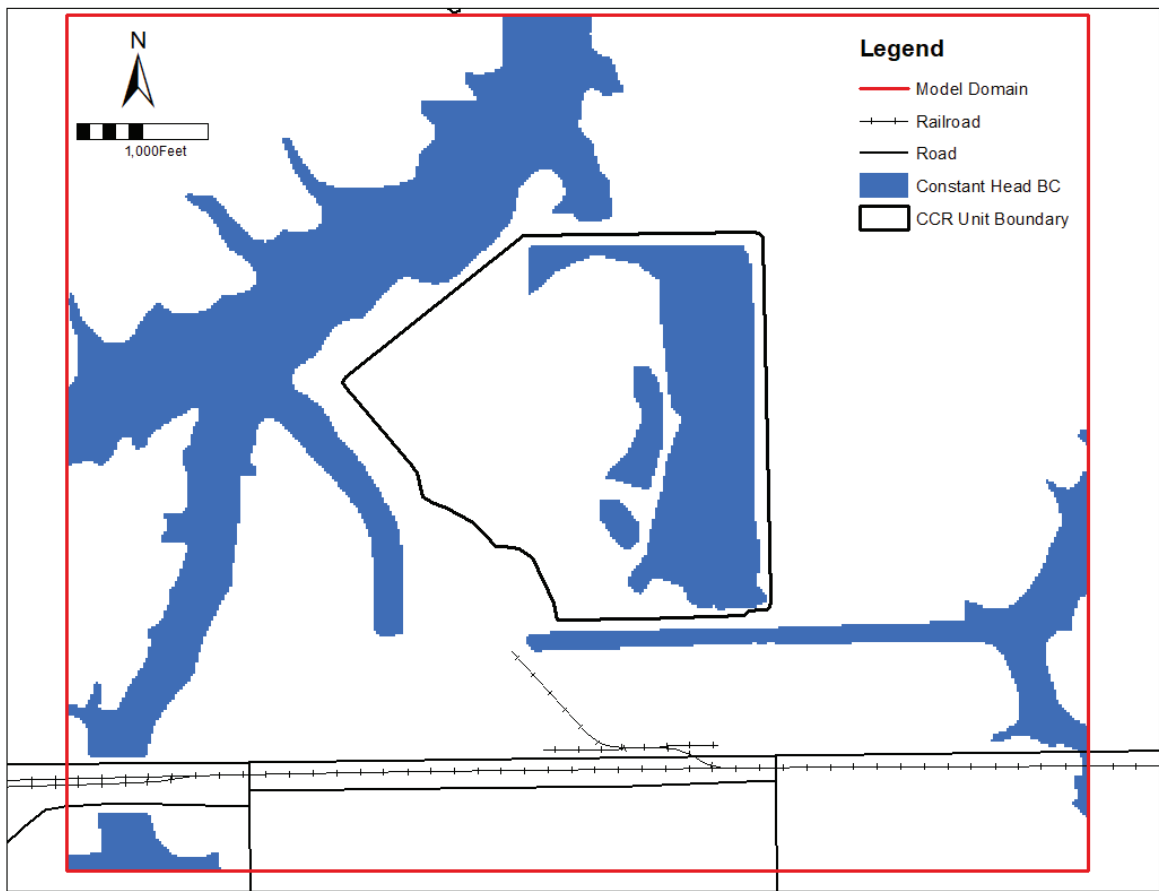 N
1,000Feet
Legend
Model Domain
Railroad
Road
Constant Head BC
CCR Unit Boundary